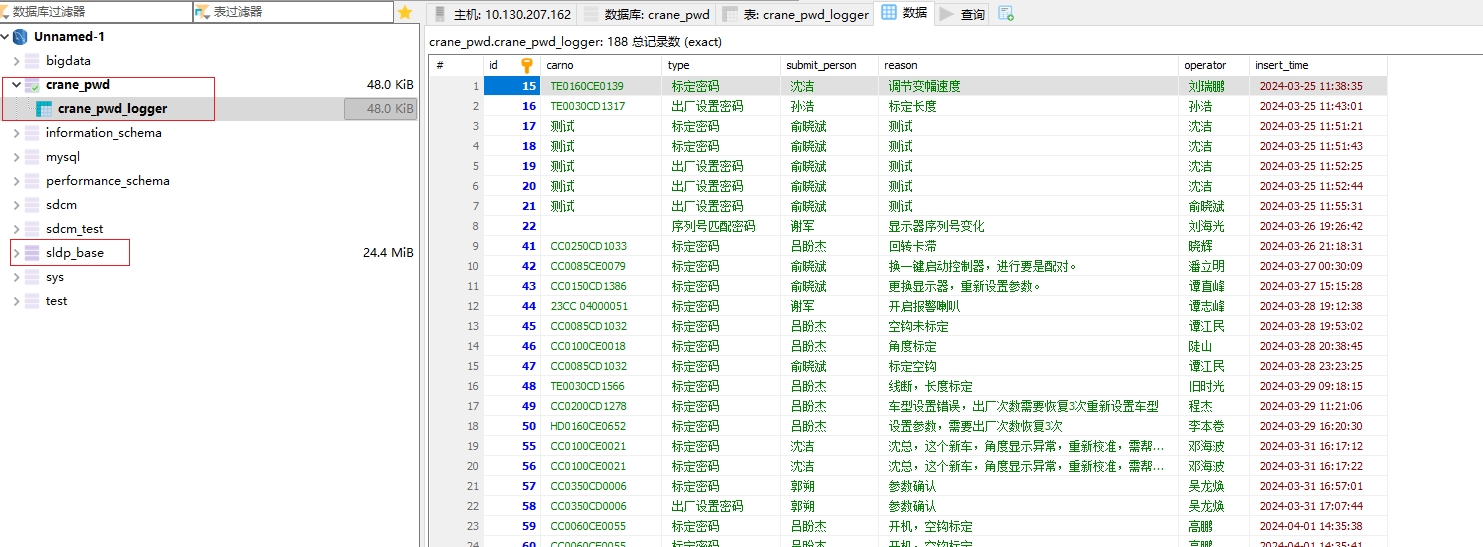 数据库过滤器 表过滤器
主机: 10.130.207.162 数据库: crane_pwd 表: crane_pwd_logger 数据 查询
Unnamed-1
bigdata
crane_pwd 48.0 KiB
crane_pwd_logger 48.0 KiB
information_schema
mysql
performance_schema
sdcm
sdcm_test
sldp_base 24.4 MiB
sys
test
crane_pwd.crane_pwd_logger: 188 总记录数 (exact)
# id carno type submit_person reason operator insert_time
1 15 TE0160CE0139 标定密码 沈洁 调节变幅速度 刘瑞鹏 2024-03-25 11:38:35
2 16 TE0030CD1317 出厂设置密码 孙浩 标定长度 孙浩 2024-03-25 11:43:01
3 17 测试 标定密码 俞晓斌 测试 沈洁 2024-03-25 11:51:21
4 18 测试 标定密码 俞晓斌 测试 沈洁 2024-03-25 11:51:43
5 19 测试 出厂设置密码 俞晓斌 测试 沈洁 2024-03-25 11:52:25
6 20 测试 出厂设置密码 俞晓斌 测试 沈洁 2024-03-25 11:52:44
7 21 测试 出厂设置密码 俞晓斌 测试 俞晓斌 2024-03-25 11:55:31
8 22 序列号匹配密码 谢军 显示器序列号变化 刘海光 2024-03-26 19:26:42
9 41 CC0250CD1033 标定密码 吕盼杰 回转卡滞 晓辉 2024-03-26 21:18:31
10 42 CC0085CE0079 标定密码 俞晓斌 换一键启动控制器，进行要是配对。 潘立明 2024-03-27 00:30:09
11 43 CC0150CD1386 标定密码 俞晓斌 更换显示器，重新设置参数。 谭直峰 2024-03-27 15:15:28
12 44 23CC 04000051 标定密码 谢军 开启报警喇叭 谭志峰 2024-03-28 19:12:38
13 45 CC0085CD1032 标定密码 吕盼杰 空钩未标定 谭江民 2024-03-28 19:53:02
14 46 CC0100CE0018 标定密码 吕盼杰 角度标定 陡山 2024-03-28 20:38:45
15 47 CC0085CD1032 标定密码 俞晓斌 标定空钩 谭江民 2024-03-28 23:23:25
16 48 TE0030CD1566 标定密码 吕盼杰 线断，长度标定 旧时光 2024-03-29 09:18:15
17 49 CC0200CD1278 标定密码 吕盼杰 车型设置错误，出厂次数需要恢复3次重新设置车型 程杰 2024-03-29 11:21:06
18 50 HD0160CE0652 标定密码 吕盼杰 设置参数，需要出厂次数恢复3次 李本卷 2024-03-29 16:20:30
19 55 CC0100CE0021 标定密码 沈洁 沈总，这个新车，角度显示异常，重新校准，需帮... 邓海波 2024-03-31 16:17:12
20 56 CC0100CE0021 标定密码 沈洁 沈总，这个新车，角度显示异常，重新校准，需帮... 邓海波 2024-03-31 16:17:22
21 57 CC0350CD0006 标定密码 郭朔 参数确认 吴龙焕 2024-03-31 16:57:01
22 58 CC0350CD0006 出厂设置密码 郭朔 参数确认 吴龙焕 2024-03-31 17:07:44
23 59 CC0060CE0055 标定密码 吕盼杰 开机，空钩标定 高鹏 2024-04-01 14:35:38
24 60 CC0060CE0055 标定密码 吕盼杰 开机，空钩标定 高鹏 2024-04-01 14:35:41